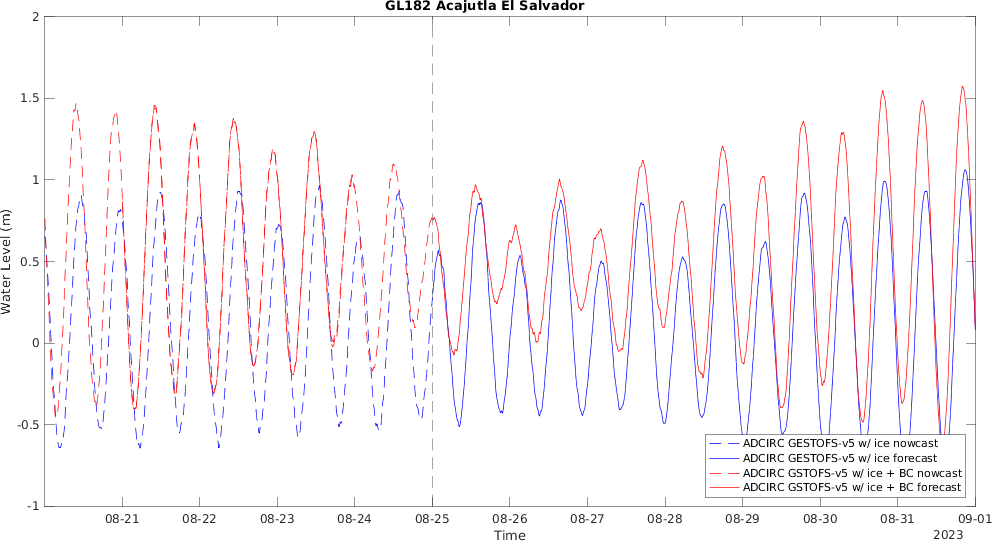 GL182 Acajutla El Salvador
2
1.5
1
0.5
0
-0.5
-1
Water Level (m)
08-21
08-22
08-23
08-24
08-25
08-26
08-27
08-28
08-29
08-30
08-31
09-01
Time
2023
ADCIRC GESTOFS-v5 w/ ice nowcast
ADCIRC GESTOFS-v5 w/ ice forecast
ADCIRC GSTOFS-v5 w/ ice + BC nowcast
ADCIRC GSTOFS-v5 w/ ice + BC forecast